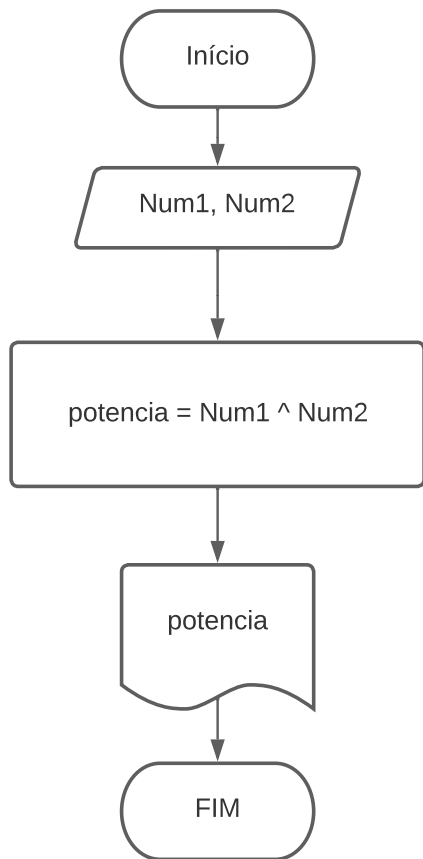 Início
Num1, Num2
potencia = Num1 ^ Num2
potencia
FIM